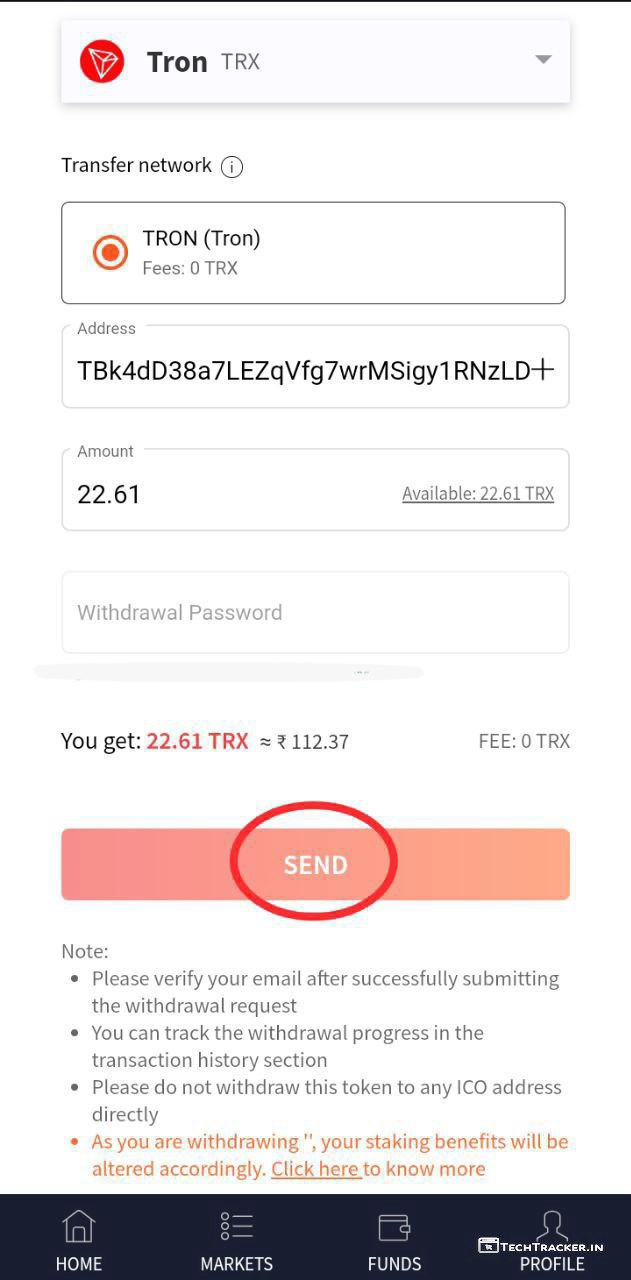 Tron TRX
Transfer network
TRON (Tron)
Fees: 0 TRX
Address
TBk4dD38a7LEZqVfg7wrMSigy1RNzLD
Amount
22.61 Available: 22.61 TRX
Withdrawal Password
You get: 22.61 TRX ≈ ₹ 112.37 FEE: 0 TRX
SEND
Note:
• Please verify your email after successfully submitting
the withdrawal request
• You can track the withdrawal progress in the
transaction history section
• Please do not withdraw this token to any ICO address
directly
• As you are withdrawing '', your staking benefits will be
altered accordingly. Click here to know more
TECHTRACKER.IN
HOME MARKETS FUNDS PROFILE